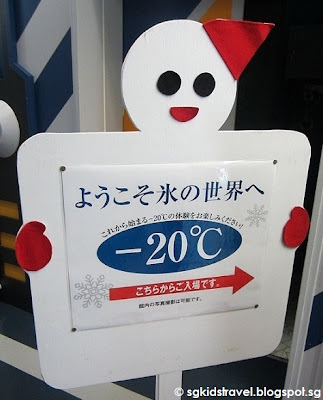 ようこそ氷の世界へ
これから始まる-20℃の体験をお楽しみください!
-20℃
こちらからご入場です。
館内の写真撮影は可能です。
© sgkidstravel.blogspot.sg